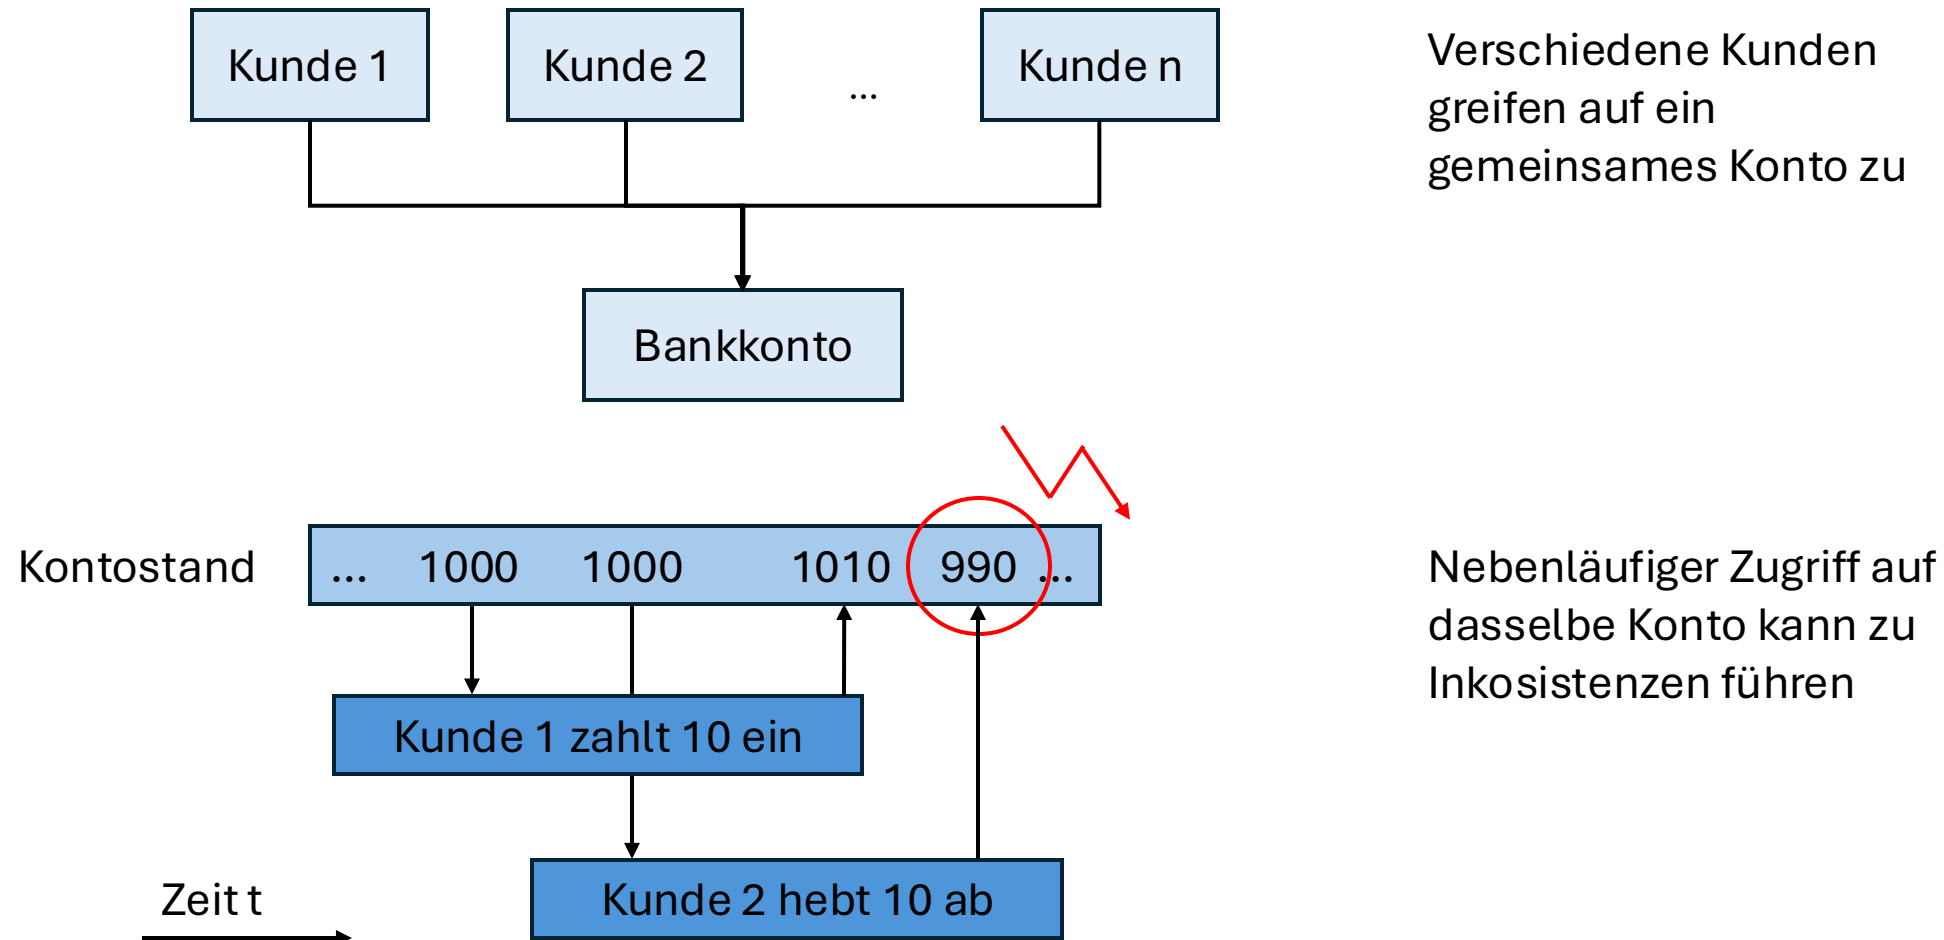 Kunde 1
Kunde 2
...
Kunde n
Verschiedene Kunden
greifen auf ein
gemeinsames Konto zu
Bankkonto
Kontostand
... 1000 1000 1010 990 ...
Nebenläufiger Zugriff auf
dasselbe Konto kann zu
Inkosistenzen führen
Kunde 1 zahlt 10 ein
Kunde 2 hebt 10 ab
Zeit t